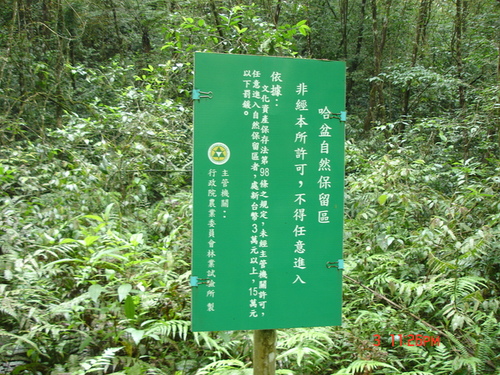 哈盆自然保留區
非經本所許可，不得任意進入
依據：
文化資產保存法第98條之規定，未經主管機關許可，
任意進入自然保留區者，處新台幣3萬元以上，15萬元
以下罰鍰。
主管機關：
行政院農業委員會林業試驗所 製
3 11:25PM